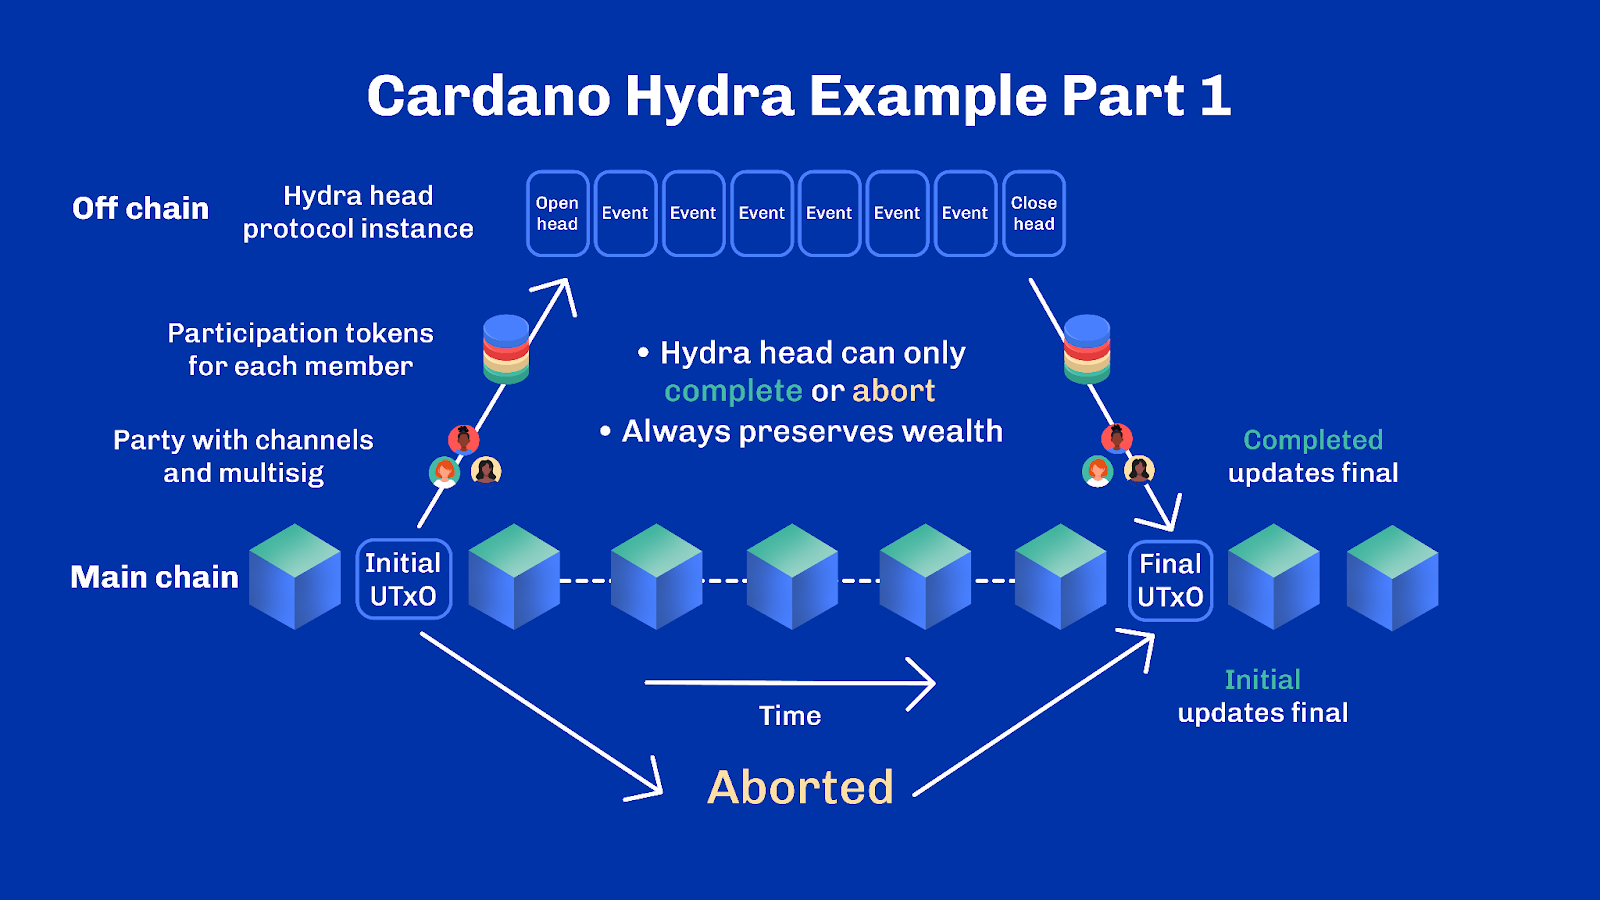 Cardano Hydra Example Part 1
Off chain
Hydra head
protocol instance
Open
head
Event
Event
Event
Event
Event
Event
Close
head
Participation tokens
for each member
• Hydra head can only
complete or abort
• Always preserves wealth
Party with channels
and multisig
Completed
updates final
Main chain
Initial
UTxO
Final
UTxO
Time
Initial
updates final
Aborted